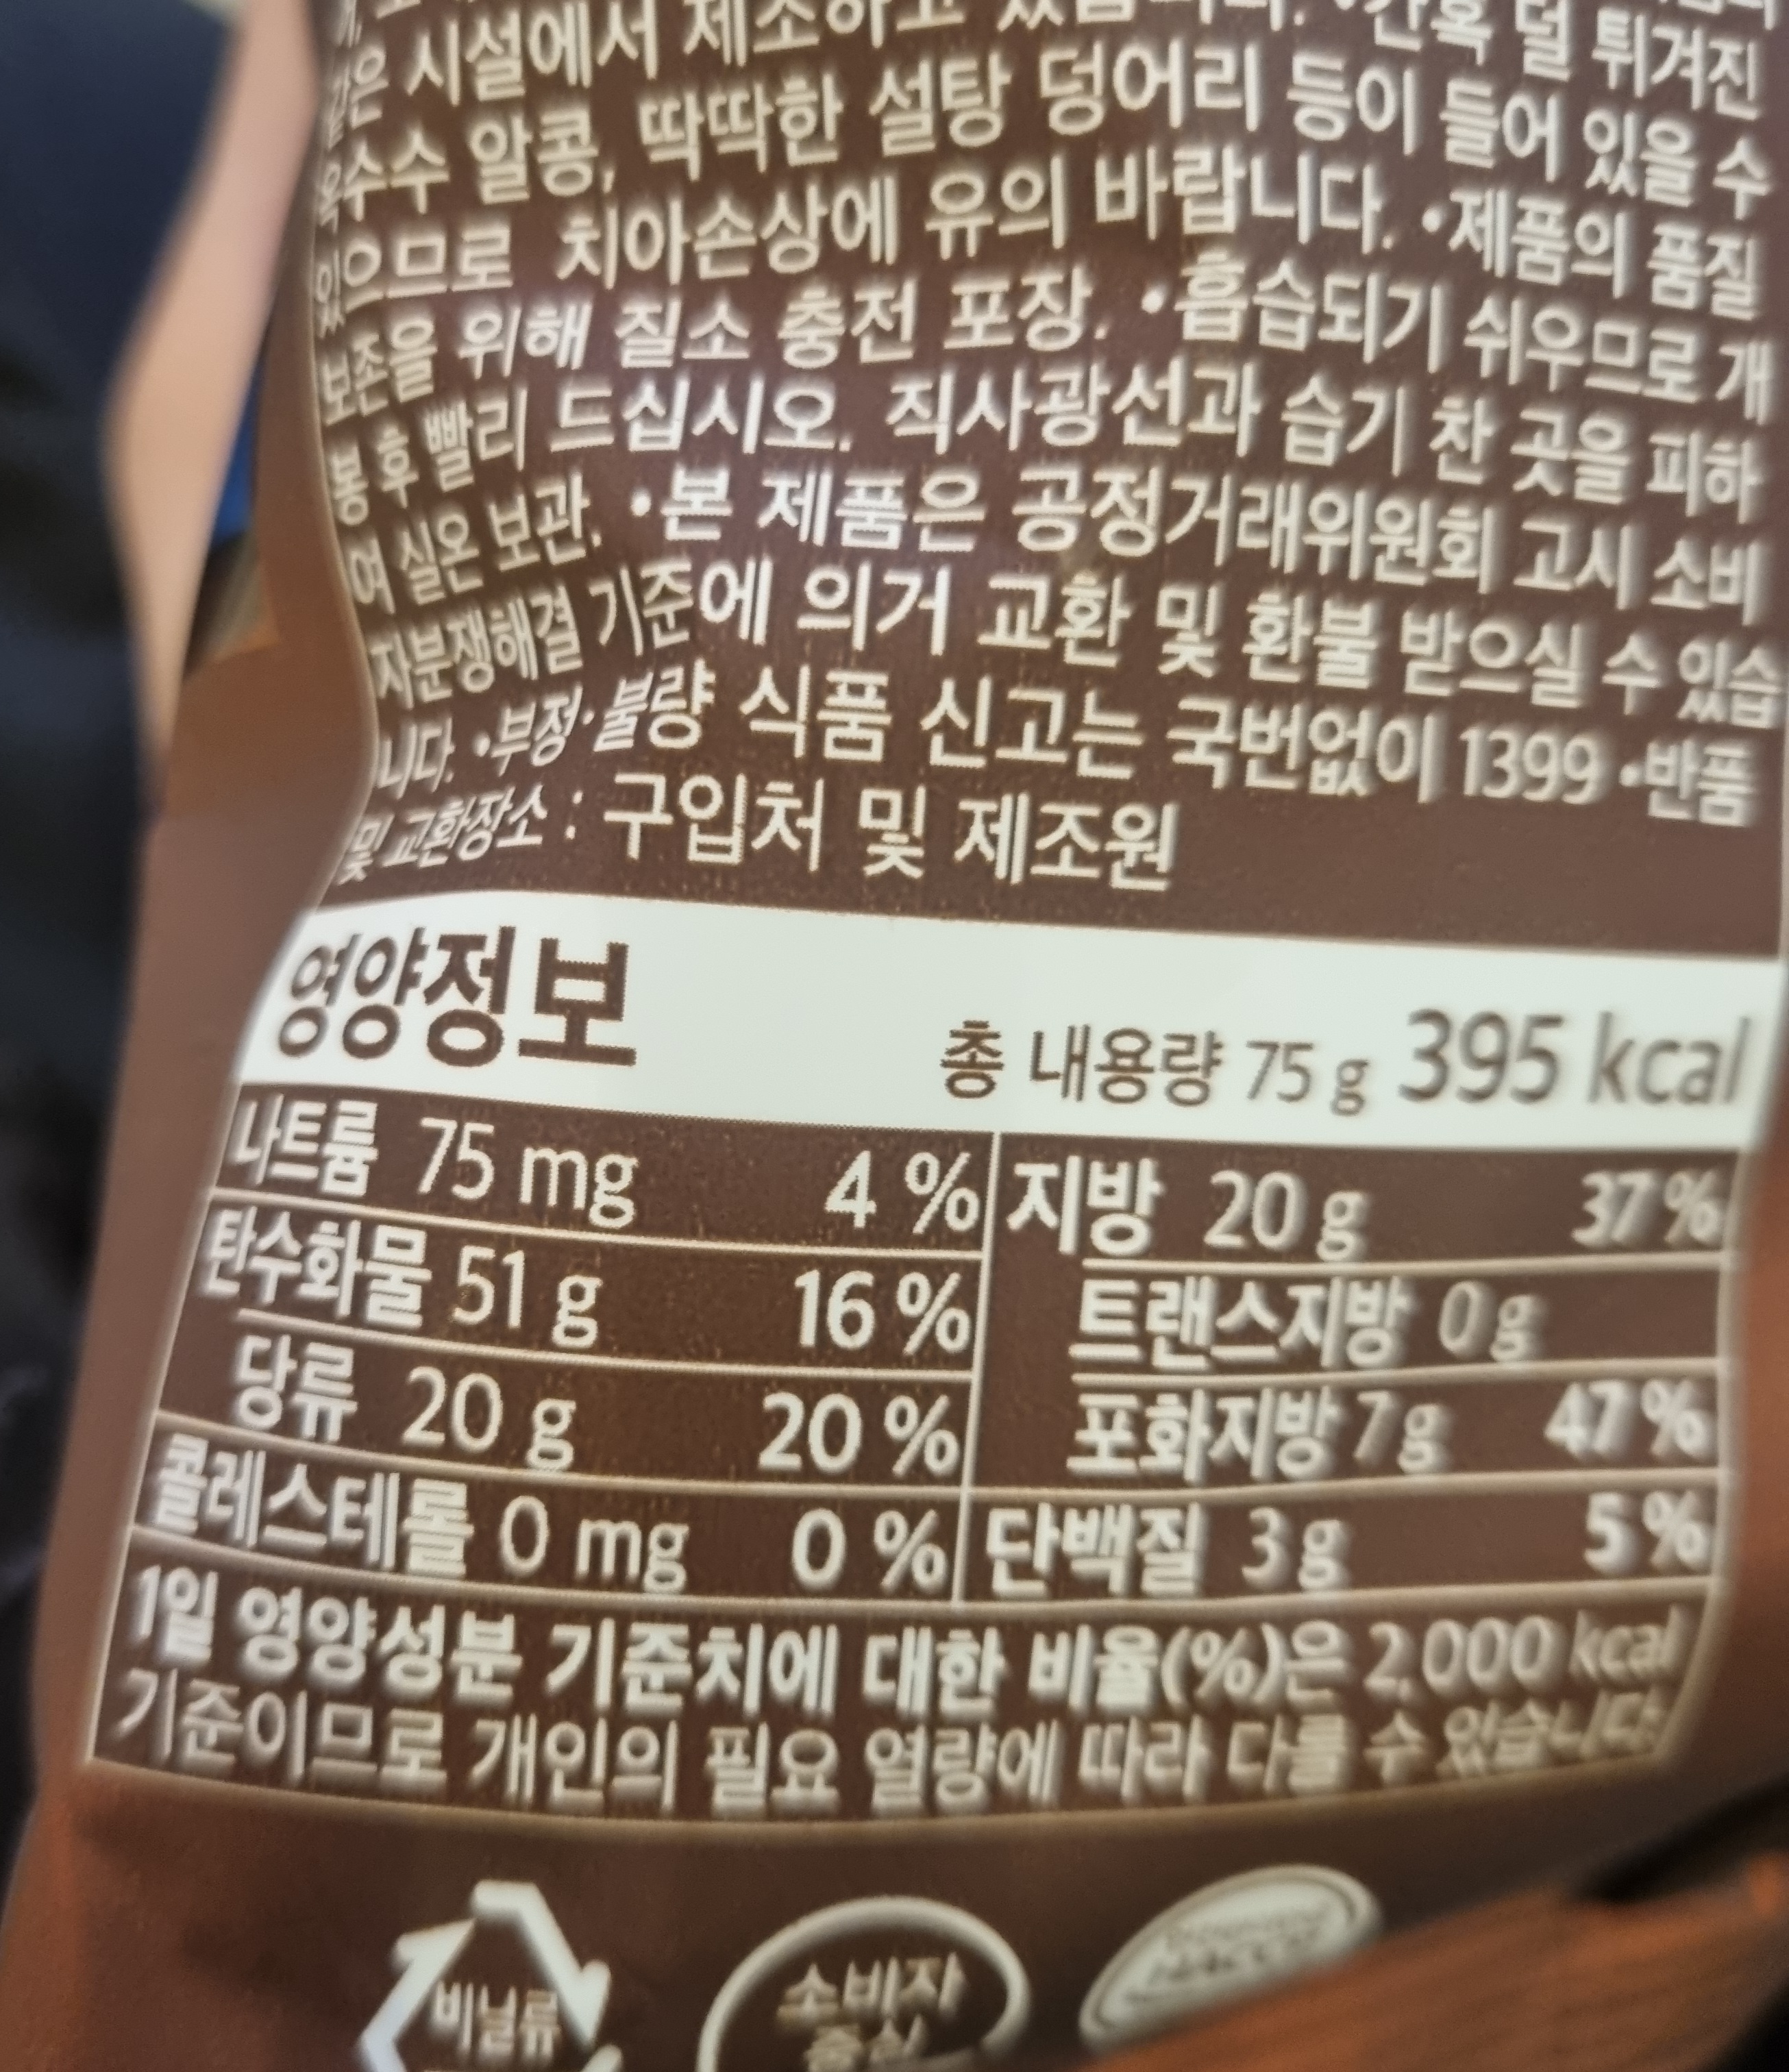 같은 시설에서 제조하고 있습니다. •간혹 덜 튀겨진
옥수수 알콩, 딱딱한 설탕 덩어리 등이 들어 있을 수
있으므로 치아손상에 유의 바랍니다. •제품의 품질
보존을 위해 질소 충전 포장. •흡습되기 쉬우므로 개
봉 후 빨리 드십시오. 직사광선과 습기 찬 곳을 피하
여 실온 보관. •본 제품은 공정거래위원회 고시 소비
자분쟁해결 기준에 의거 교환 및 환불 받으실 수 있습
니다. •부정·불량 식품 신고는 국번없이 1399 •반품
및 교환장소 : 구입처 및 제조원
영양정보 총 내용량 75 g 395 kcal
나트륨 75 mg 4 % 지방 20 g 37 %
탄수화물 51 g 16 % 트랜스지방 0 g
당류 20 g 20 % 포화지방 7 g 47 %
콜레스테롤 0 mg 0 % 단백질 3 g 5 %
1일 영양성분 기준치에 대한 비율(%)은 2,000 kcal
기준이므로 개인의 필요 열량에 따라 다를 수 있습니다.
비닐류
소비자